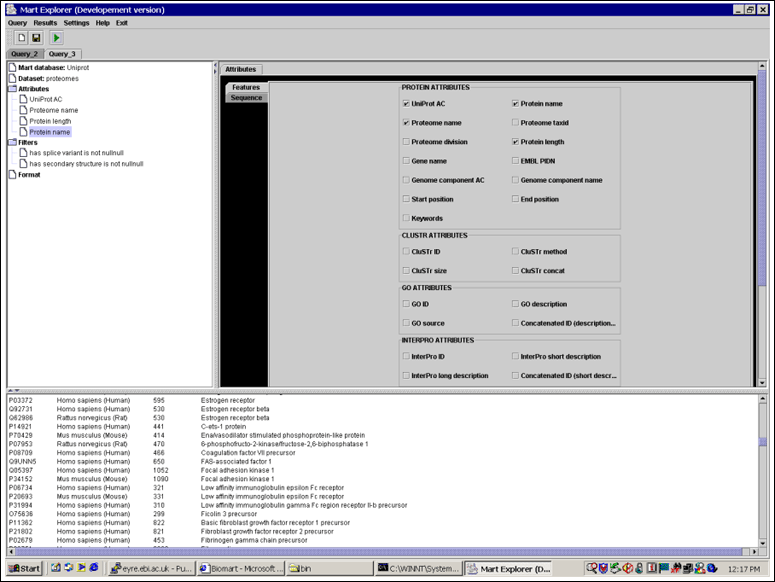 Mart Explorer (Developement version)
Query Results Settings Help Exit
Query_2 Query_3
Mart database: Uniprot
Dataset: proteomes
Attributes
UniProt AC
Proteome name
Protein length
Protein name
Filters
has splice variant is not nullnull
has secondary structure is not nullnull
Format
Attributes
Features
Sequence
PROTEIN ATTRIBUTES
UniProt AC Protein name
Proteome name Proteome taxid
Proteome division Protein length
Gene name EMBL PIDN
Genome component AC Genome component name
Start position End position
Keywords
CLUSTR ATTRIBUTES
CluSTr ID CluSTr method
CluSTr size CluSTr concat
GO ATTRIBUTES
GO ID GO description
GO source Concatenated ID (description...
INTERPRO ATTRIBUTES
InterPro ID InterPro short description
InterPro long description Concatenated ID (short descr...
P03372 Homo sapiens (Human) 595 Estrogen receptor
Q92731 Homo sapiens (Human) 530 Estrogen receptor beta
Q62986 Rattus norvegicus (Rat) 530 Estrogen receptor beta
P14921 Homo sapiens (Human) 441 C-ets-1 protein
P70429 Mus musculus (Mouse) 414 Ena/vasodilator stimulated phosphoprotein-like protein
P07953 Rattus norvegicus (Rat) 470 6-phosphofructo-2-kinase/fructose-2,6-biphosphatase 1
P08709 Homo sapiens (Human) 466 Coagulation factor VII precursor
Q9UNN5 Homo sapiens (Human) 650 FAS-associated factor 1
Q05397 Homo sapiens (Human) 1052 Focal adhesion kinase 1
P34152 Mus musculus (Mouse) 1090 Focal adhesion kinase 1
P06734 Homo sapiens (Human) 321 Low affinity immunoglobulin epsilon Fc receptor
P20693 Mus musculus (Mouse) 331 Low affinity immunoglobulin epsilon Fc receptor
P31994 Homo sapiens (Human) 310 Low affinity immunoglobulin gamma Fc region receptor II-b precursor
O75636 Homo sapiens (Human) 299 Ficolin 3 precursor
P11362 Homo sapiens (Human) 822 Basic fibroblast growth factor receptor 1 precursor
P21802 Homo sapiens (Human) 821 Fibroblast growth factor receptor 2 precursor
P02679 Homo sapiens (Human) 453 Fibrinogen gamma chain precursor
Start eyre.ebi.ac.uk - Pu... Biomart - Microsoft ... bin C:\WINNT\System... Mart Explorer (D... 12:17 PM